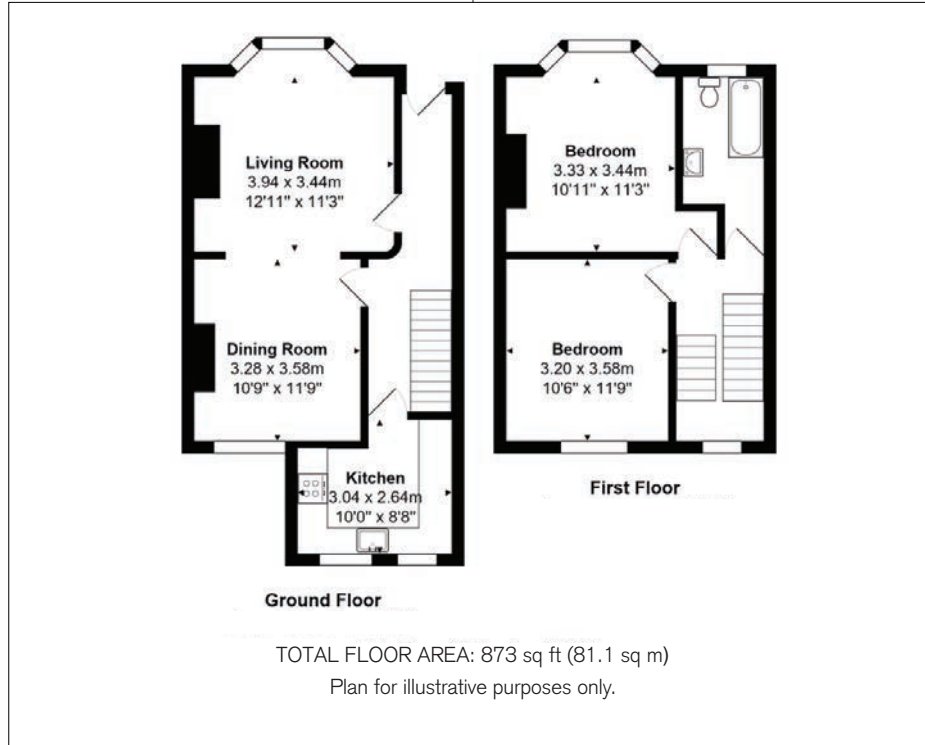 Living Room
3.94 x 3.44m
12'11" x 11'3"
Dining Room
3.28 x 3.58m
10'9" x 11'9"
Kitchen
3.04 x 2.64m
10'0" x 8'8"
Ground Floor
Bedroom
3.33 x 3.44m
10'11" x 11'3"
Bedroom
3.20 x 3.58m
10'6" x 11'9"
First Floor
TOTAL FLOOR AREA: 873 sq ft (81.1 sq m)
Plan for illustrative purposes only.